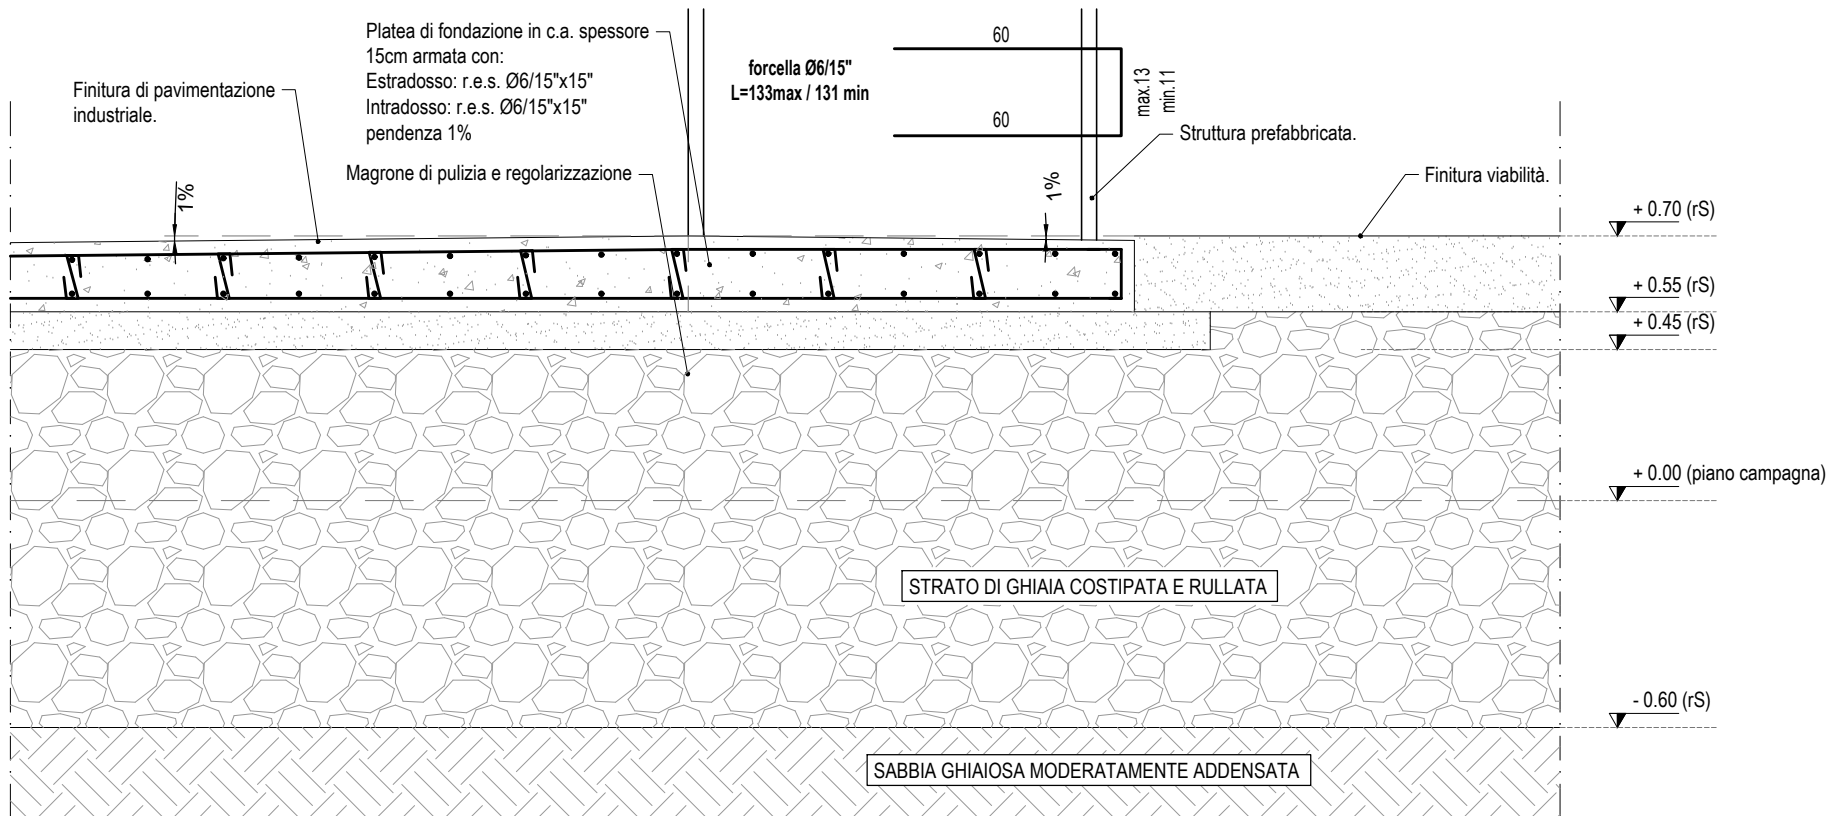 Platea di fondazione in c.a. spessore
15cm armata con:
Estradosso: r.e.s. Ø6/15"x15"
Intradosso: r.e.s. Ø6/15"x15"
pendenza 1%
Finitura di pavimentazione
industriale.
Magrone di pulizia e regolarizzazione
forcella Ø6/15"
L=133max / 131 min
60
60
max.13
min.11
Struttura prefabbricata.
Finitura viabilità.
1%
1%
+ 0.70 (rS)
+ 0.55 (rS)
+ 0.45 (rS)
+ 0.00 (piano campagna)
- 0.60 (rS)
STRATO DI GHIAIA COSTIPATA E RULLATA
SABBIA GHIAIOSA MODERATAMENTE ADDENSATA